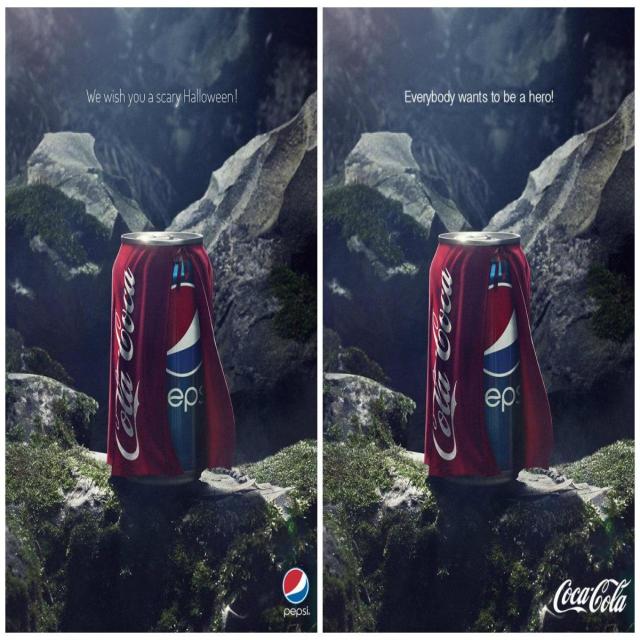 We wish you a scary Halloween!
Cola Coca
eps
pepsi
Everybody wants to be a hero!
Cola Coca
eps
Coca-Cola